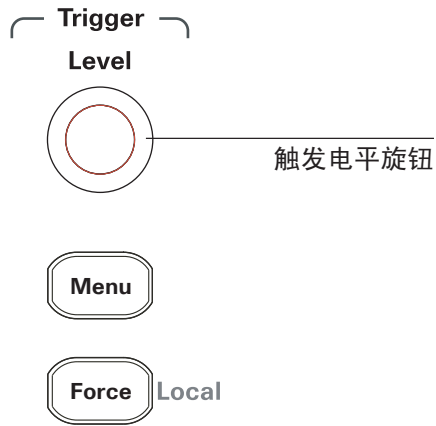 Trigger
Level
触发电平旋钮
Menu
Force Local